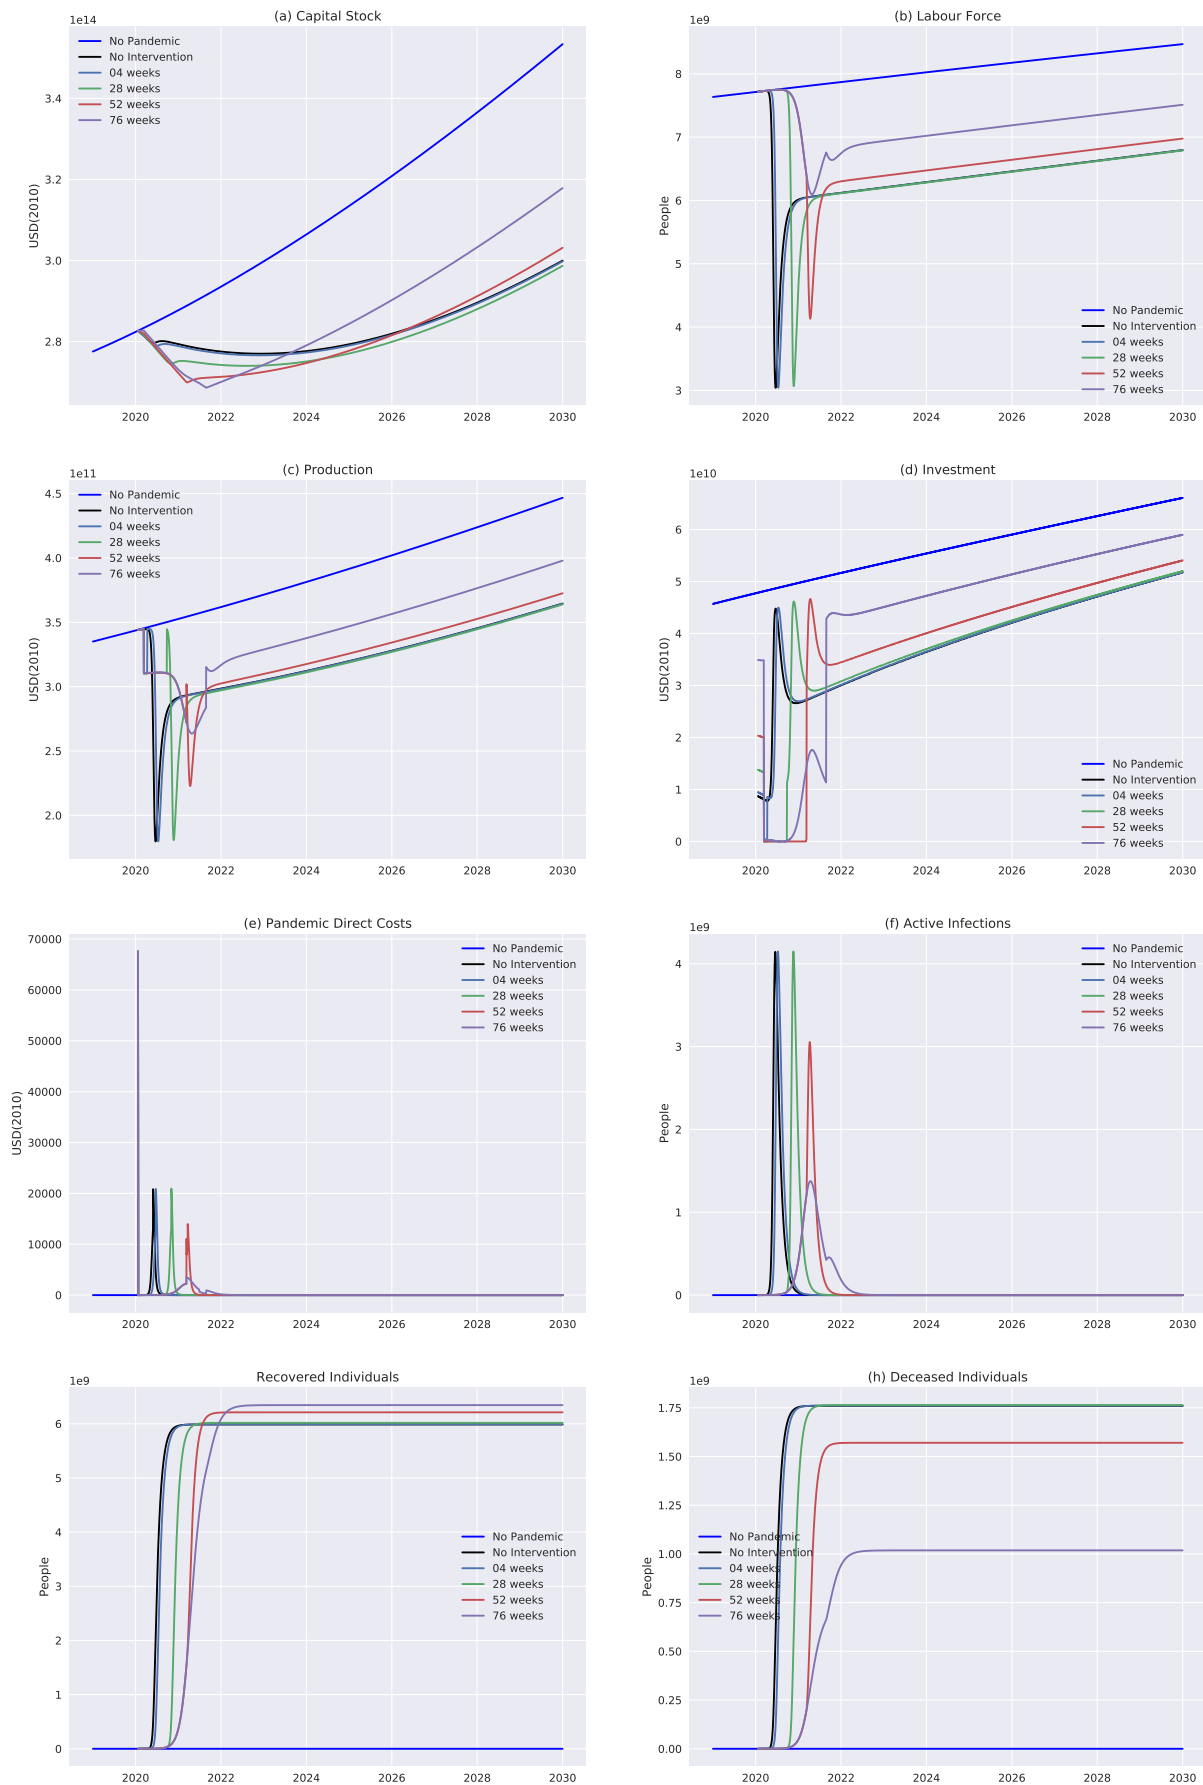 (a) Capital Stock
1e14
No Pandemic
No Intervention
04 weeks
28 weeks
52 weeks
76 weeks
3.4
3.2
3.0
2.8
USD(2010)
2020 2022 2024 2026 2028 2030
(b) Labour Force
1e9
8
7
6
5
4
3
People
No Pandemic
No Intervention
04 weeks
28 weeks
52 weeks
76 weeks
2020 2022 2024 2026 2028 2030
(c) Production
1e11
No Pandemic
No Intervention
04 weeks
28 weeks
52 weeks
76 weeks
4.5
4.0
3.5
3.0
2.5
2.0
USD(2010)
2020 2022 2024 2026 2028 2030
(d) Investment
1e10
6
5
4
3
2
1
0
USD(2010)
No Pandemic
No Intervention
04 weeks
28 weeks
52 weeks
76 weeks
2020 2022 2024 2026 2028 2030
(e) Pandemic Direct Costs
70000
60000
50000
40000
30000
20000
10000
0
USD(2010)
No Pandemic
No Intervention
04 weeks
28 weeks
52 weeks
76 weeks
2020 2022 2024 2026 2028 2030
(f) Active Infections
1e9
4
3
2
1
0
People
No Pandemic
No Intervention
04 weeks
28 weeks
52 weeks
76 weeks
2020 2022 2024 2026 2028 2030
Recovered Individuals
1e9
6
5
4
3
2
1
0
People
No Pandemic
No Intervention
04 weeks
28 weeks
52 weeks
76 weeks
2020 2022 2024 2026 2028 2030
(h) Deceased Individuals
1e9
1.75
1.50
1.25
1.00
0.75
0.50
0.25
0.00
People
No Pandemic
No Intervention
04 weeks
28 weeks
52 weeks
76 weeks
2020 2022 2024 2026 2028 2030